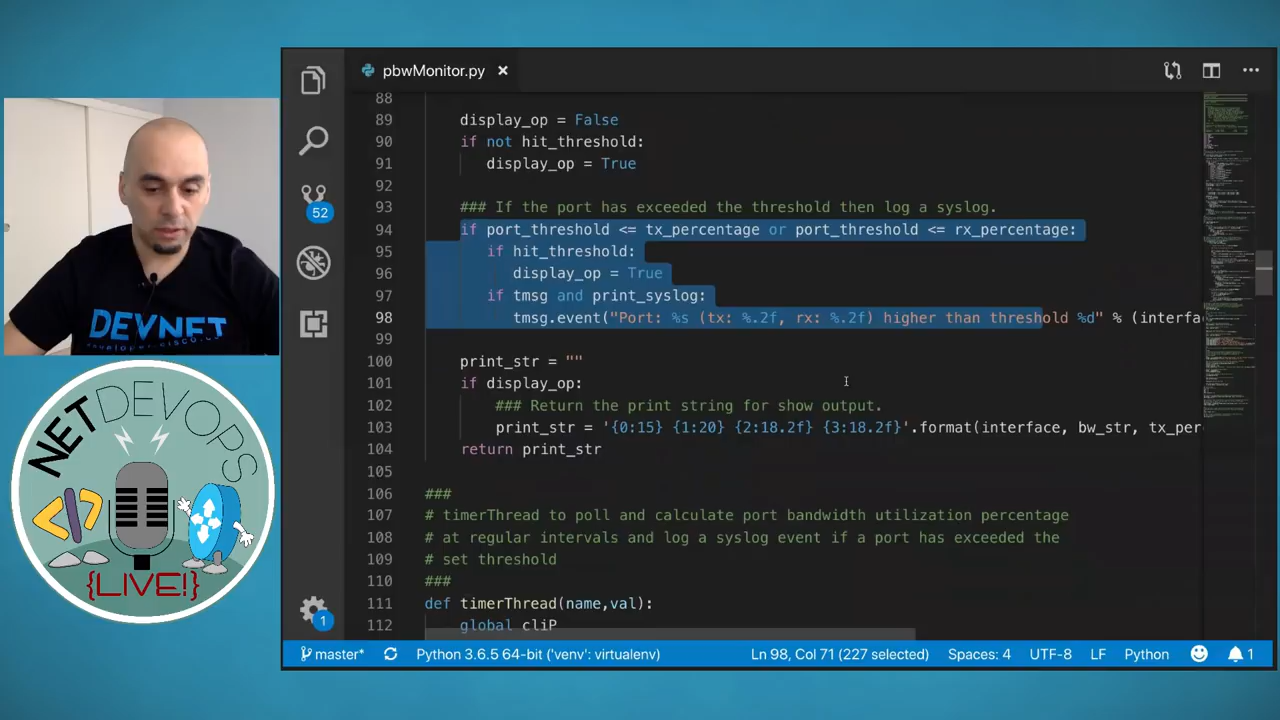 pbwMonitor.py
88
89 display_op = False
90 if not hit_threshold:
91 display_op = True
92
93 ### If the port has exceeded the threshold then log a syslog.
94 if port_threshold <= tx_percentage or port_threshold <= rx_percentage:
95 if hit_threshold:
96 display_op = True
97 if tmsg and print_syslog:
98 tmsg.event("Port: %s (tx: %.2f, rx: %.2f) higher than threshold %d" % (interfa
99
100 print_str = ""
101 if display_op:
102 ### Return the print string for show output.
103 print_str = '{0:15} {1:20} {2:18.2f} {3:18.2f}'.format(interface, bw_str, tx_per
104 return print_str
105
106 ###
107 # timerThread to poll and calculate port bandwidth utilization percentage
108 # at regular intervals and log a syslog event if a port has exceeded the
109 # set threshold
110 ###
111 def timerThread(name,val):
112 global cliP
52
1
master* Python 3.6.5 64-bit ('venv': virtualenv) Ln 98, Col 71 (227 selected) Spaces: 4 UTF-8 LF Python 1
DEVNET
developer.cisco.com
NETDEVOPS
</>
{LIVE!}